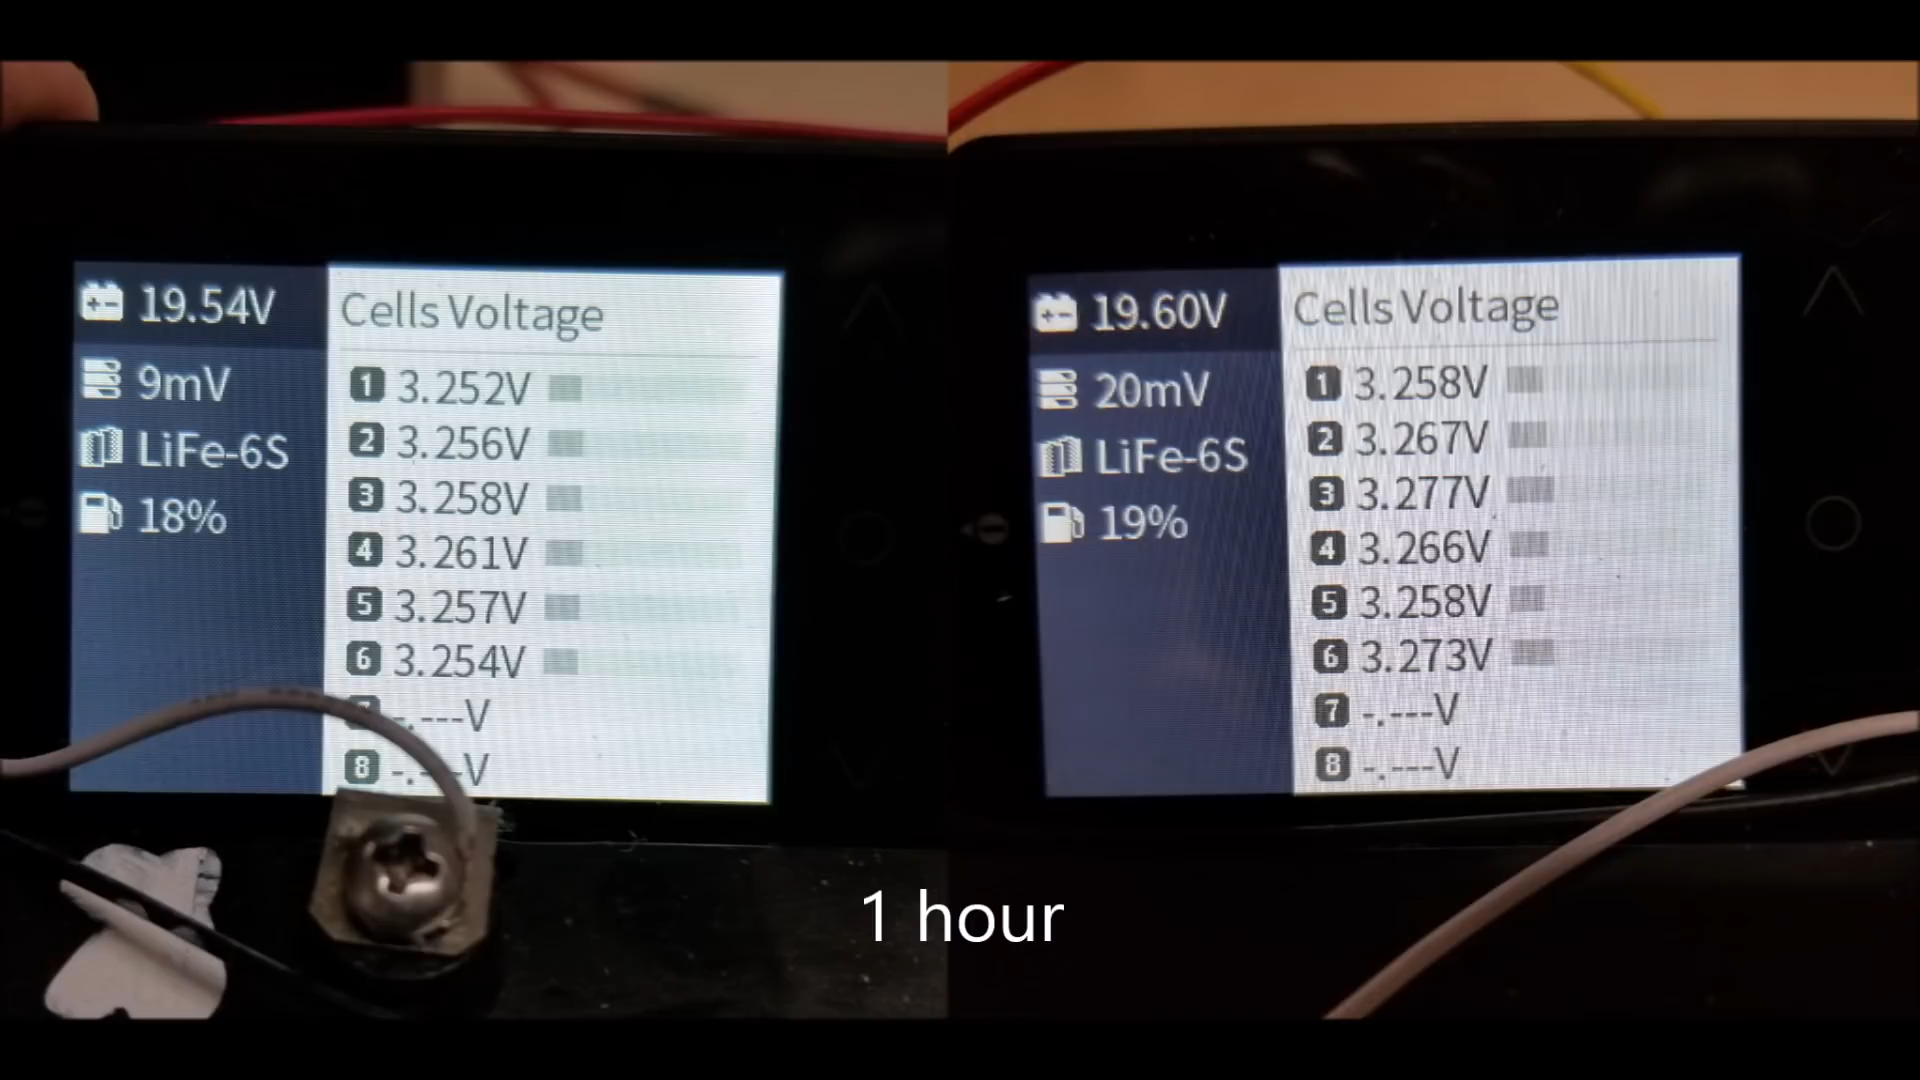 19.54V
9mV
LiFe-6S
18%
Cells Voltage
1 3.252V
2 3.256V
3 3.258V
4 3.261V
5 3.257V
6 3.254V
-.---V
8 -.---V
19.60V
20mV
LiFe-6S
19%
Cells Voltage
1 3.258V
2 3.267V
3 3.277V
4 3.266V
5 3.258V
6 3.273V
7 -.---V
8 -.---V
1 hour